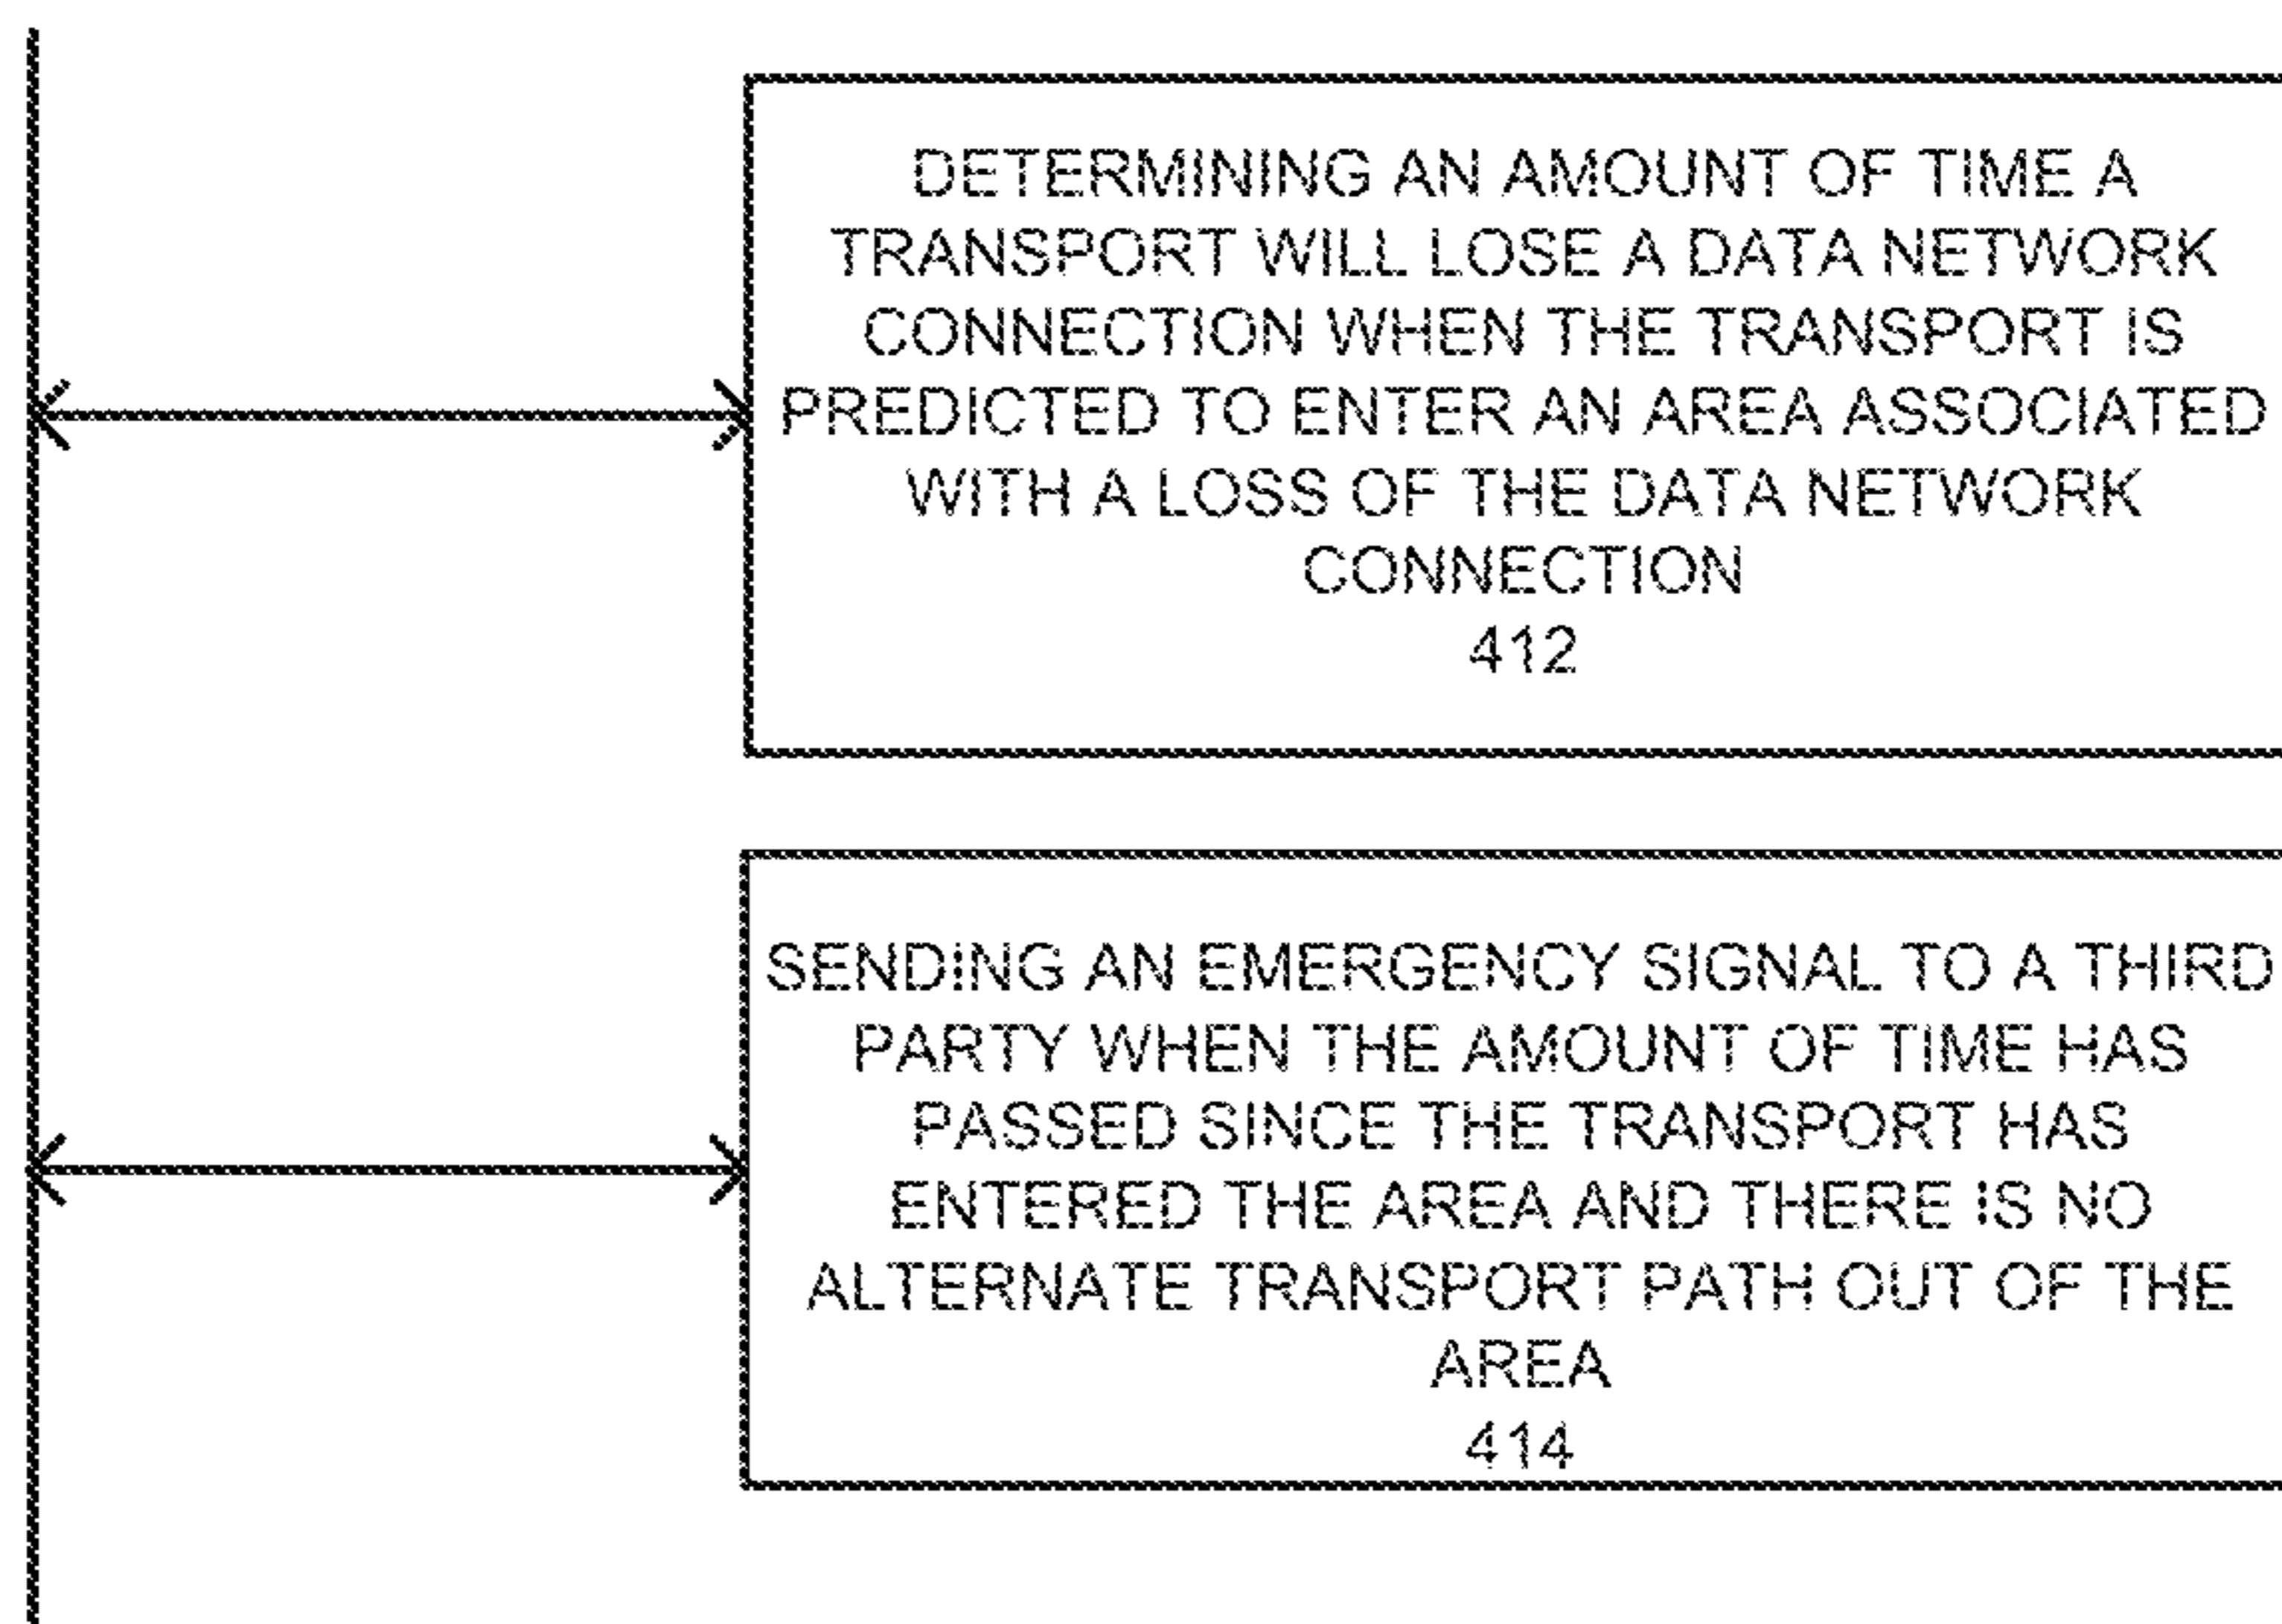 DETERMINING AN AMOUNT OF TIME A
TRANSPORT WILL LOSE A DATA NETWORK
CONNECTION WHEN THE TRANSPORT IS
PREDICTED TO ENTER AN AREA ASSOCIATED
WITH A LOSS OF THE DATA NETWORK
CONNECTION
412
SENDING AN EMERGENCY SIGNAL TO A THIRD
PARTY WHEN THE AMOUNT OF TIME HAS
PASSED SINCE THE TRANSPORT HAS
ENTERED THE AREA AND THERE IS NO
ALTERNATE TRANSPORT PATH OUT OF THE
AREA
414